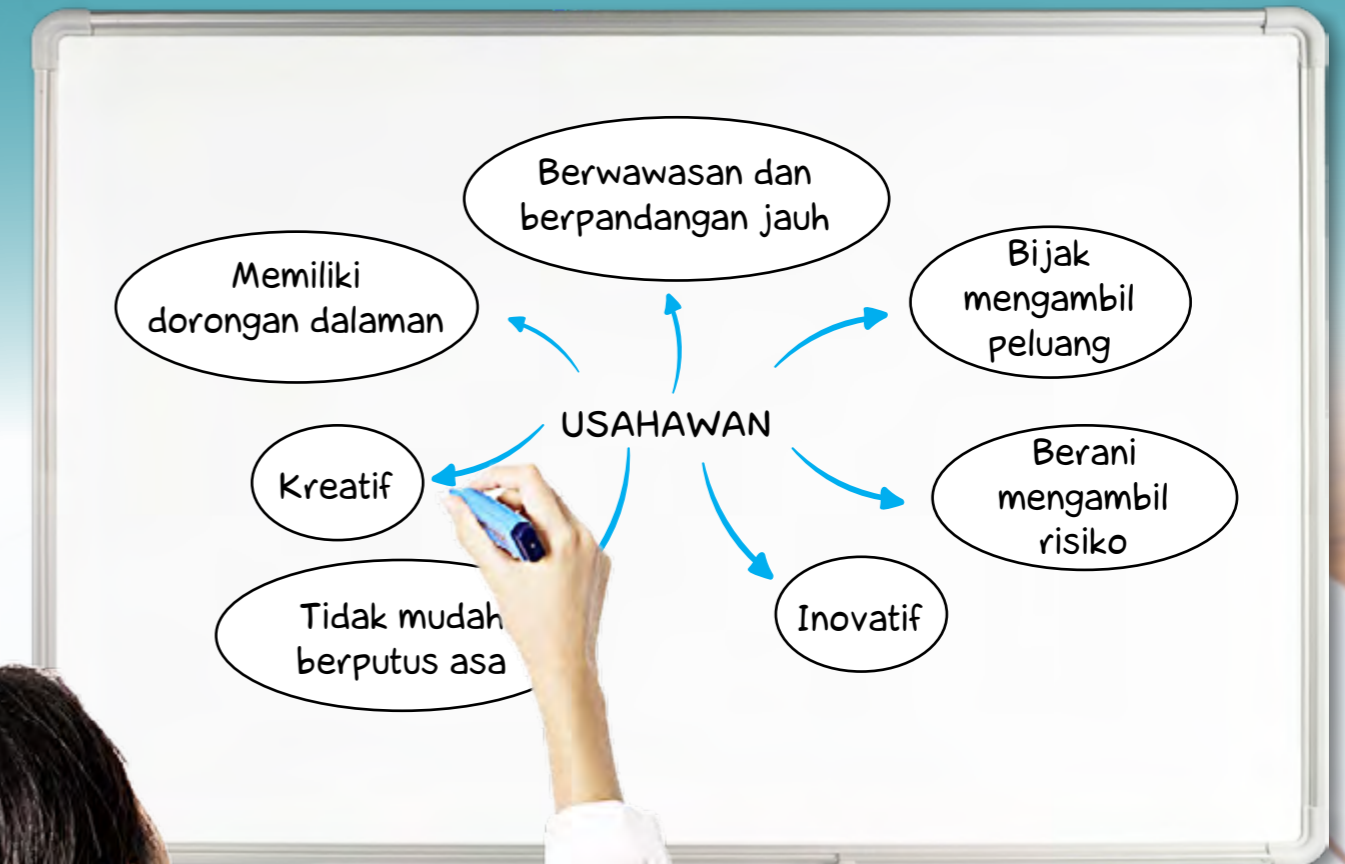 Berwawasan dan
berpandangan jauh
Memiliki
dorongan dalaman
Bijak
mengambil
peluang
USAHAWAN
Kreatif
Berani
mengambil
risiko
Tidak mudah
berputus asa
Inovatif